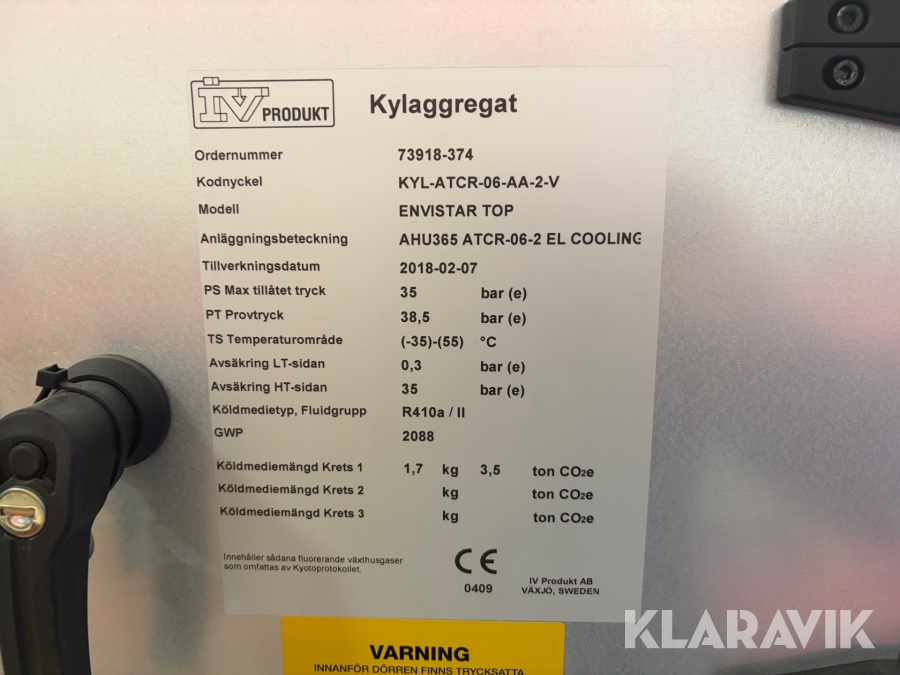 IV PRODUKT
Kylaggregat
Ordernummer 73918-374
Kodnyckel KYL-ATCR-06-AA-2-V
Modell ENVISTAR TOP
Anläggningsbeteckning AHU365 ATCR-06-2 EL COOLING
Tillverkningsdatum 2018-02-07
PS Max tillåtet tryck 35 bar (e)
PT Provtryck 38,5 bar (e)
TS Temperaturområde (-35)-(55) °C
Avsäkring LT-sidan 0,3 bar (e)
Avsäkring HT-sidan 35 bar (e)
Köldmedietyp, Fluidgrupp R410a / II
GWP 2088
Köldmediemängd Krets 1 1,7 kg 3,5 ton CO2e
Köldmediemängd Krets 2 kg ton CO2e
Köldmediemängd Krets 3 kg ton CO2e
Innehåller sådana fluorerande växthusgaser
som omfattas av Kyotoprotokollet.
CE
0409
IV Produkt AB
VÄXJÖ, SWEDEN
VARNING
INNANFÖR DÖRREN FINNS TRYCKSATTA
KLARAVIK